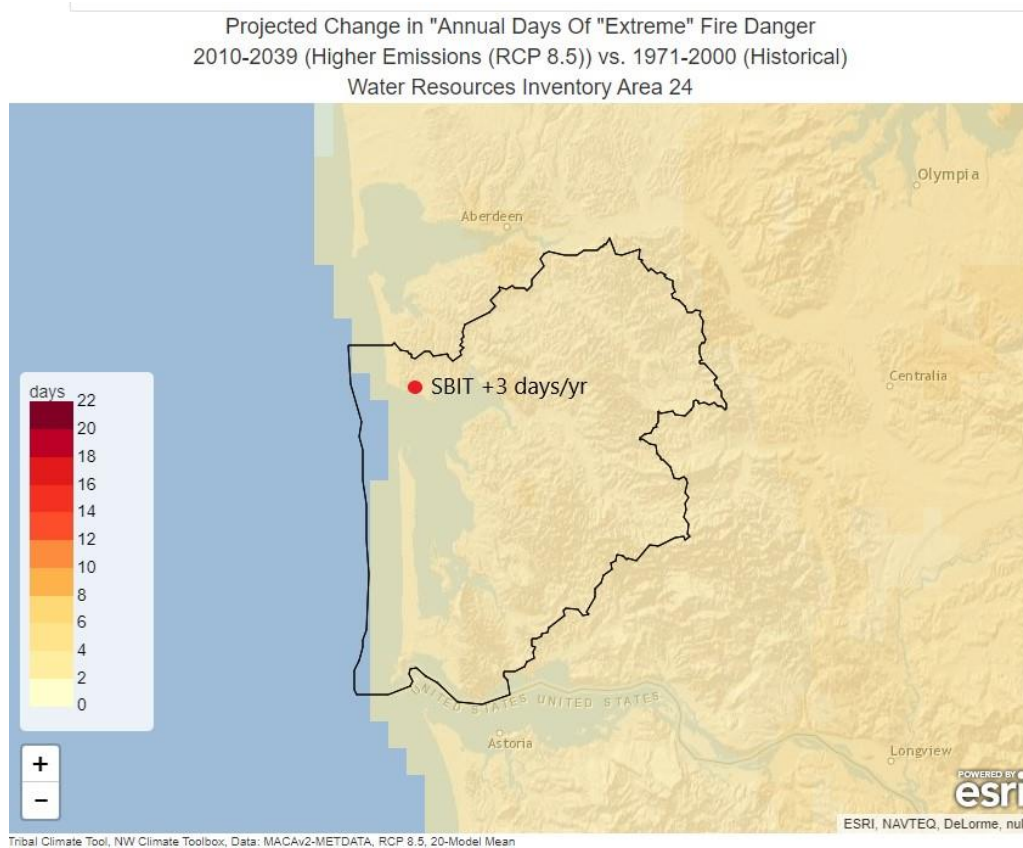 Projected Change in "Annual Days Of "Extreme" Fire Danger
2010-2039 (Higher Emissions (RCP 8.5)) vs. 1971-2000 (Historical)
Water Resources Inventory Area 24
Olympia
Aberdeen
Centralia
SBIT +3 days/yr
days
22
20
18
16
14
12
10
8
6
4
2
0
UNITED STATES UNITED STATES
Astoria
Longview
+
−
POWERED BY
esri
ESRI, NAVTEQ, DeLorme, nul
Tribal Climate Tool, NW Climate Toolbox, Data: MACAv2-METDATA, RCP 8.5, 20-Model Mean